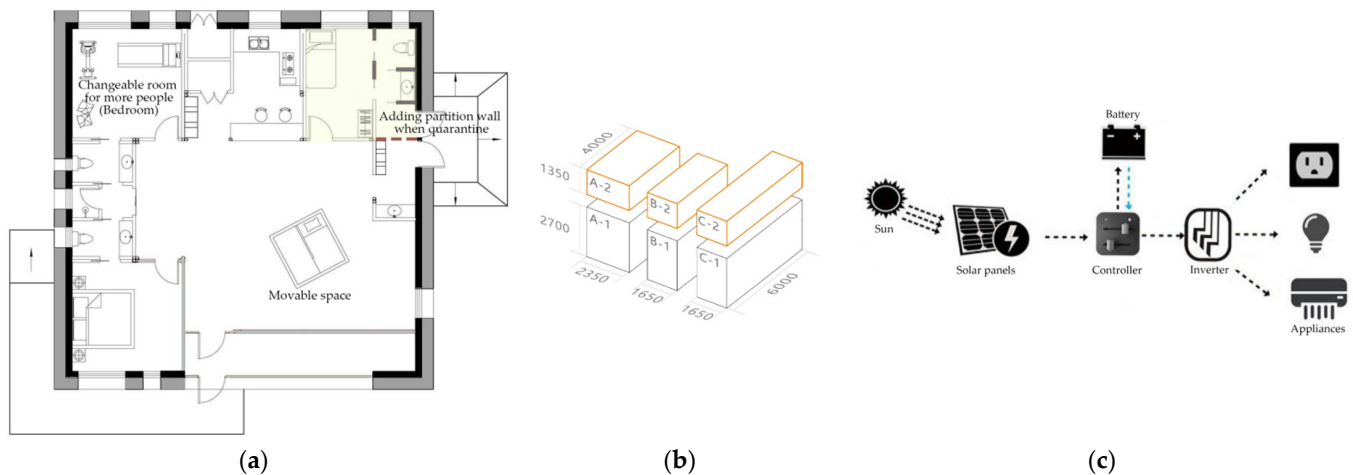 Changeable room
for more people
(Bedroom)
Adding partition wall
when quarantine
Movable space
(a)
4000
1350
2700
A-2
B-2
C-2
A-1
B-1
C-1
2350
1650
1650
6000
(b)
Battery
Sun
Solar panels
Controller
Inverter
Appliances
(c)